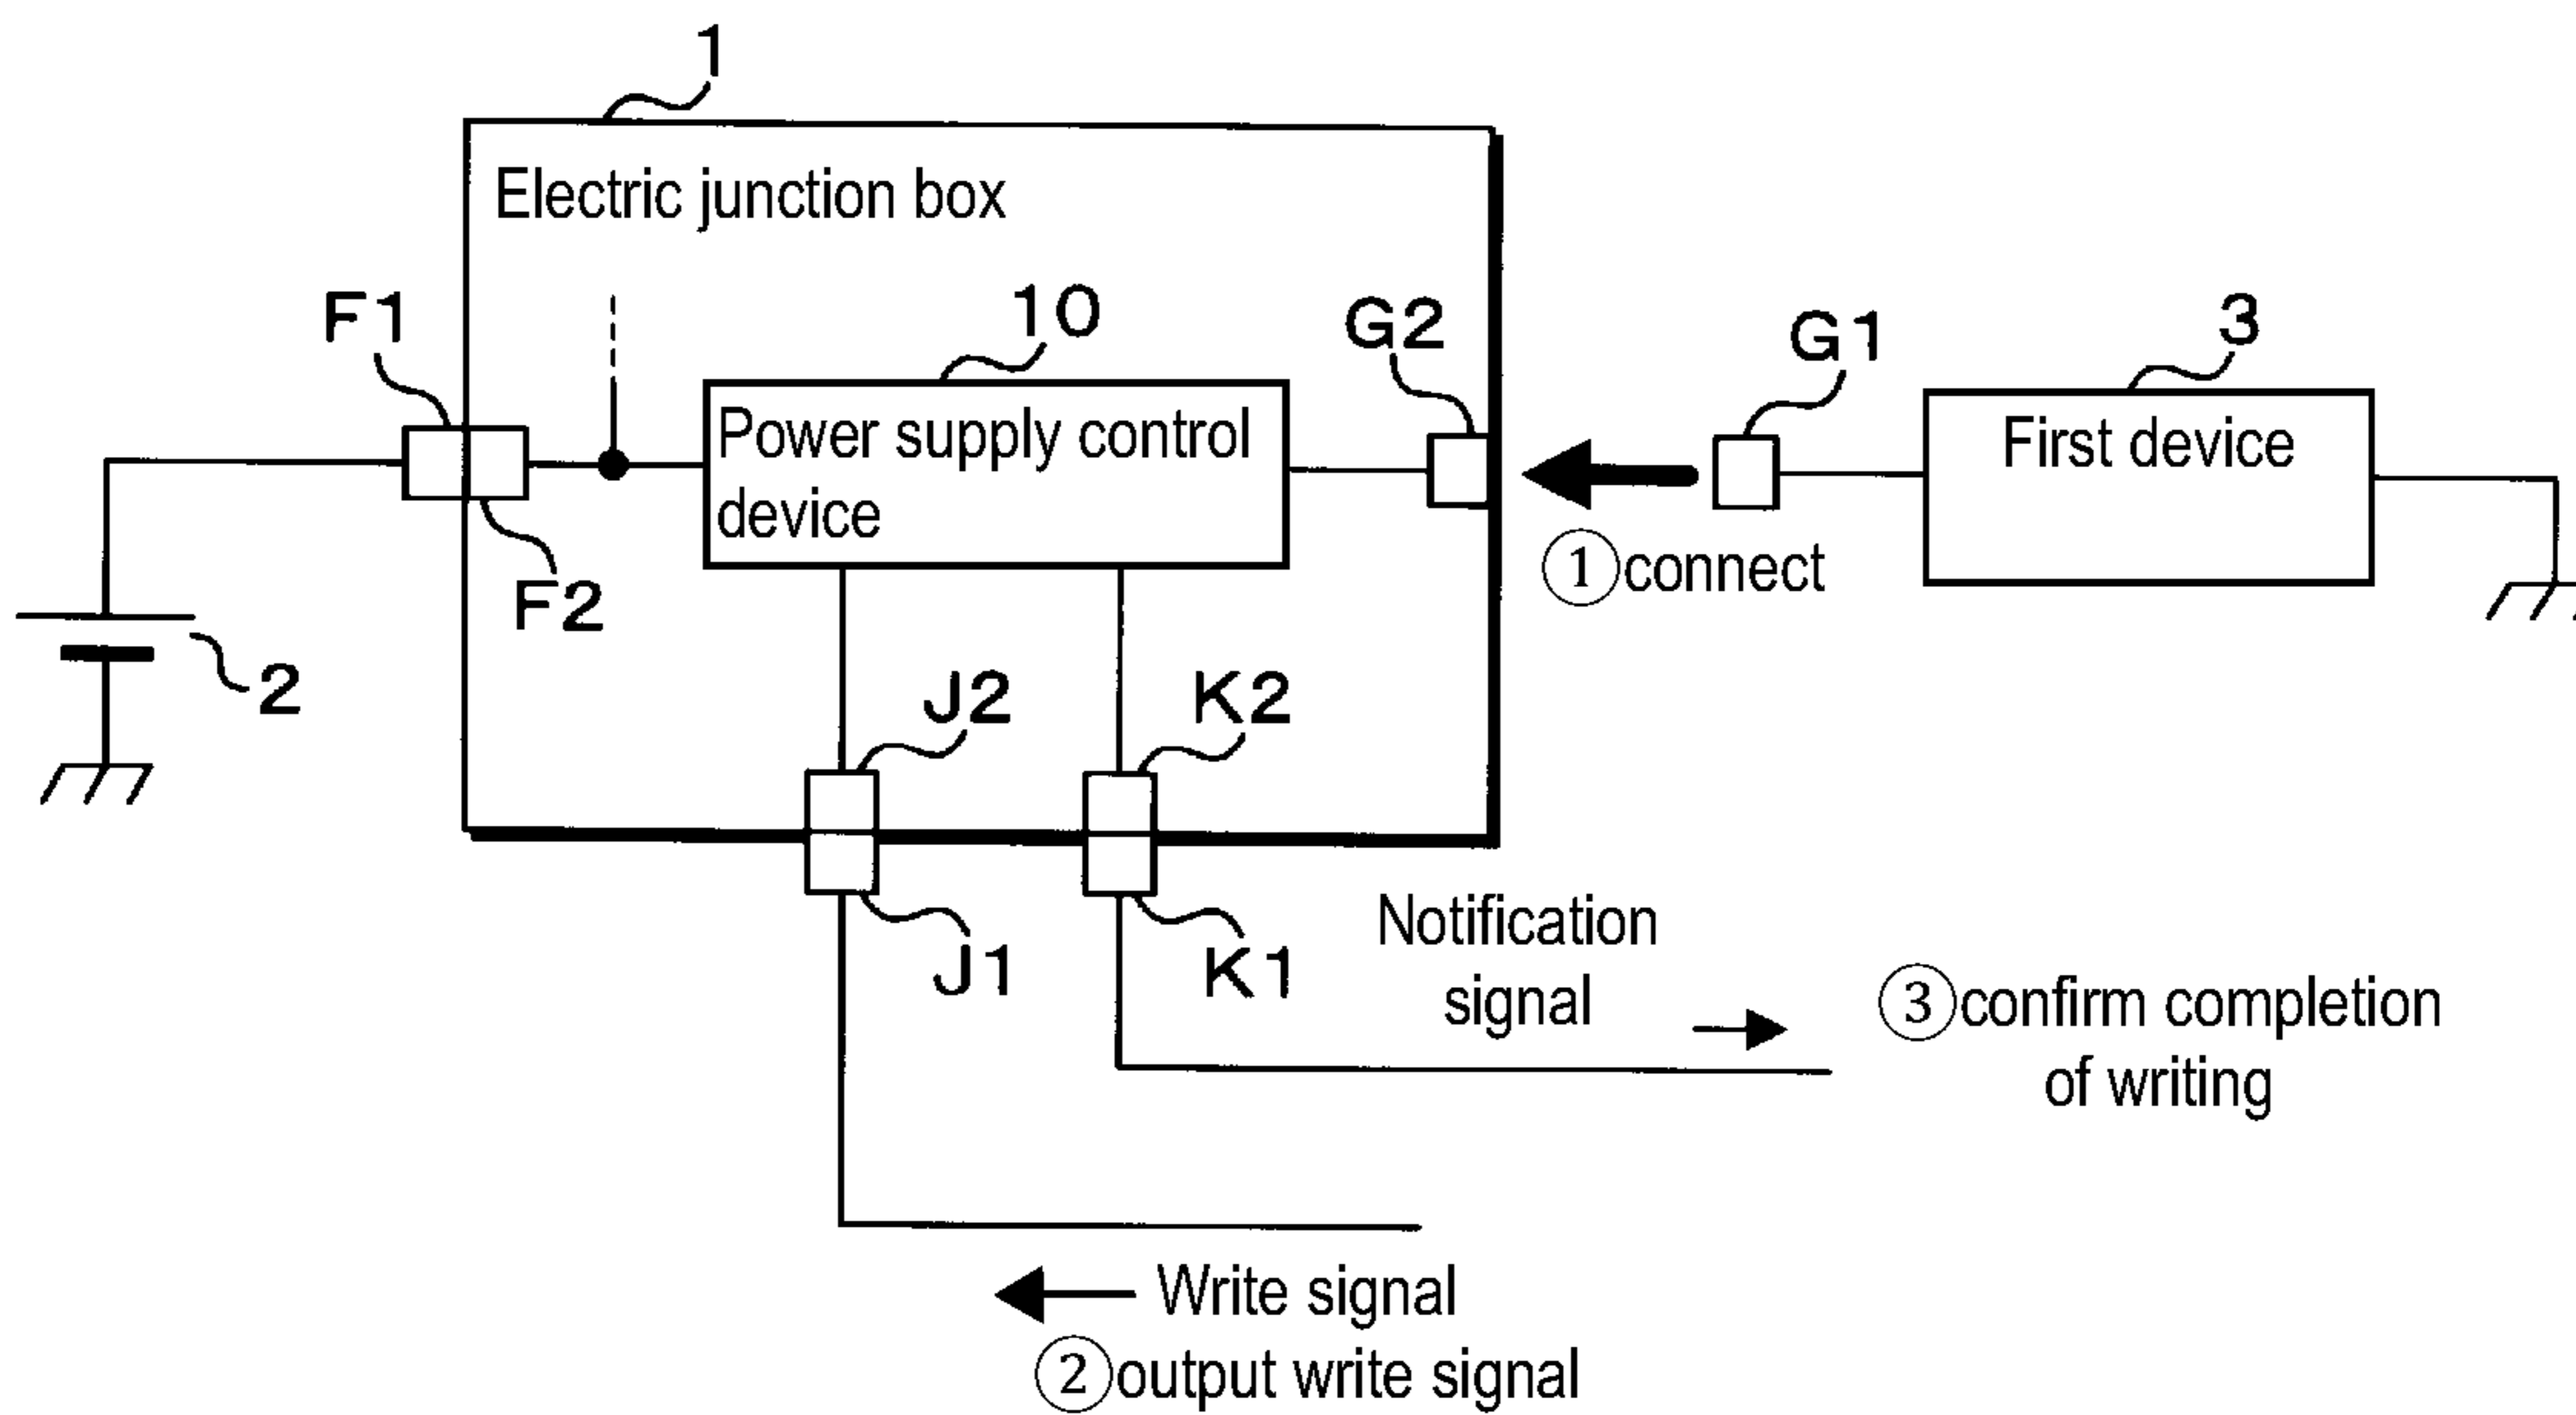 1
Electric junction box
F1
10
G2
G1
3
Power supply control
device
First device
F2
①connect
2
J2
K2
J1
K1
Notification
signal
③confirm completion
of writing
Write signal
②output write signal